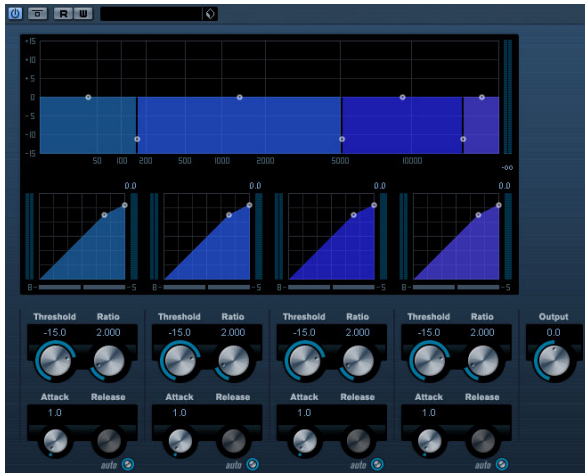 R W
+15
+10
+5
0
-5
-10
-15
50 100 200 500 1000 2000 5000 10000
-oo
0.0 0.0 0.0 0.0
B - - S B - - S B - - S B - - S
Threshold Ratio Threshold Ratio Threshold Ratio Threshold Ratio Output
-15.0 2.000 -15.0 2.000 -15.0 2.000 -15.0 2.000 0.0
Attack Release Attack Release Attack Release Attack Release
1.0 1.0 1.0 1.0
auto auto auto auto